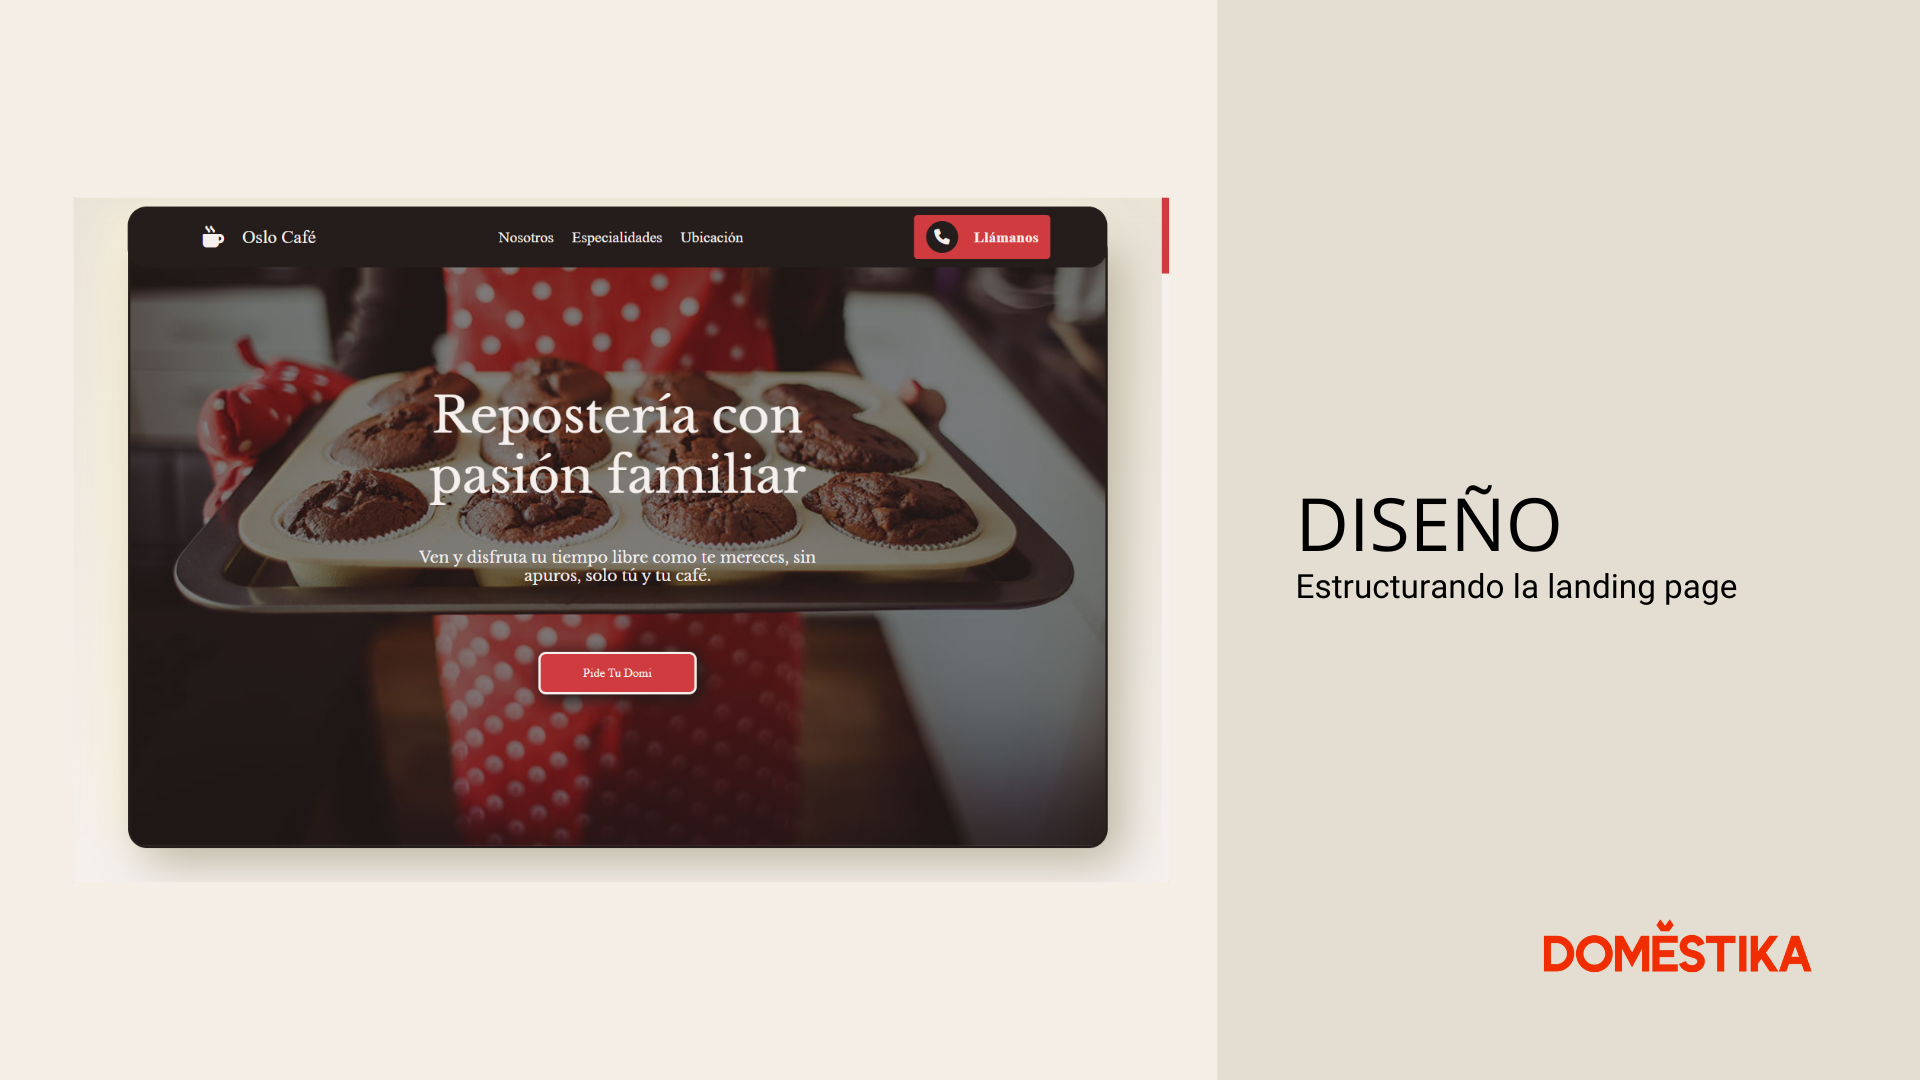 Oslo Café
Nosotros Especialidades Ubicación
Llámanos
Repostería con
pasión familiar
Ven y disfruta tu tiempo libre como te mereces, sin
apuros, solo tú y tu café.
Pide Tu Domi
DISEÑO
Estructurando la landing page
DOMĔSTIKA